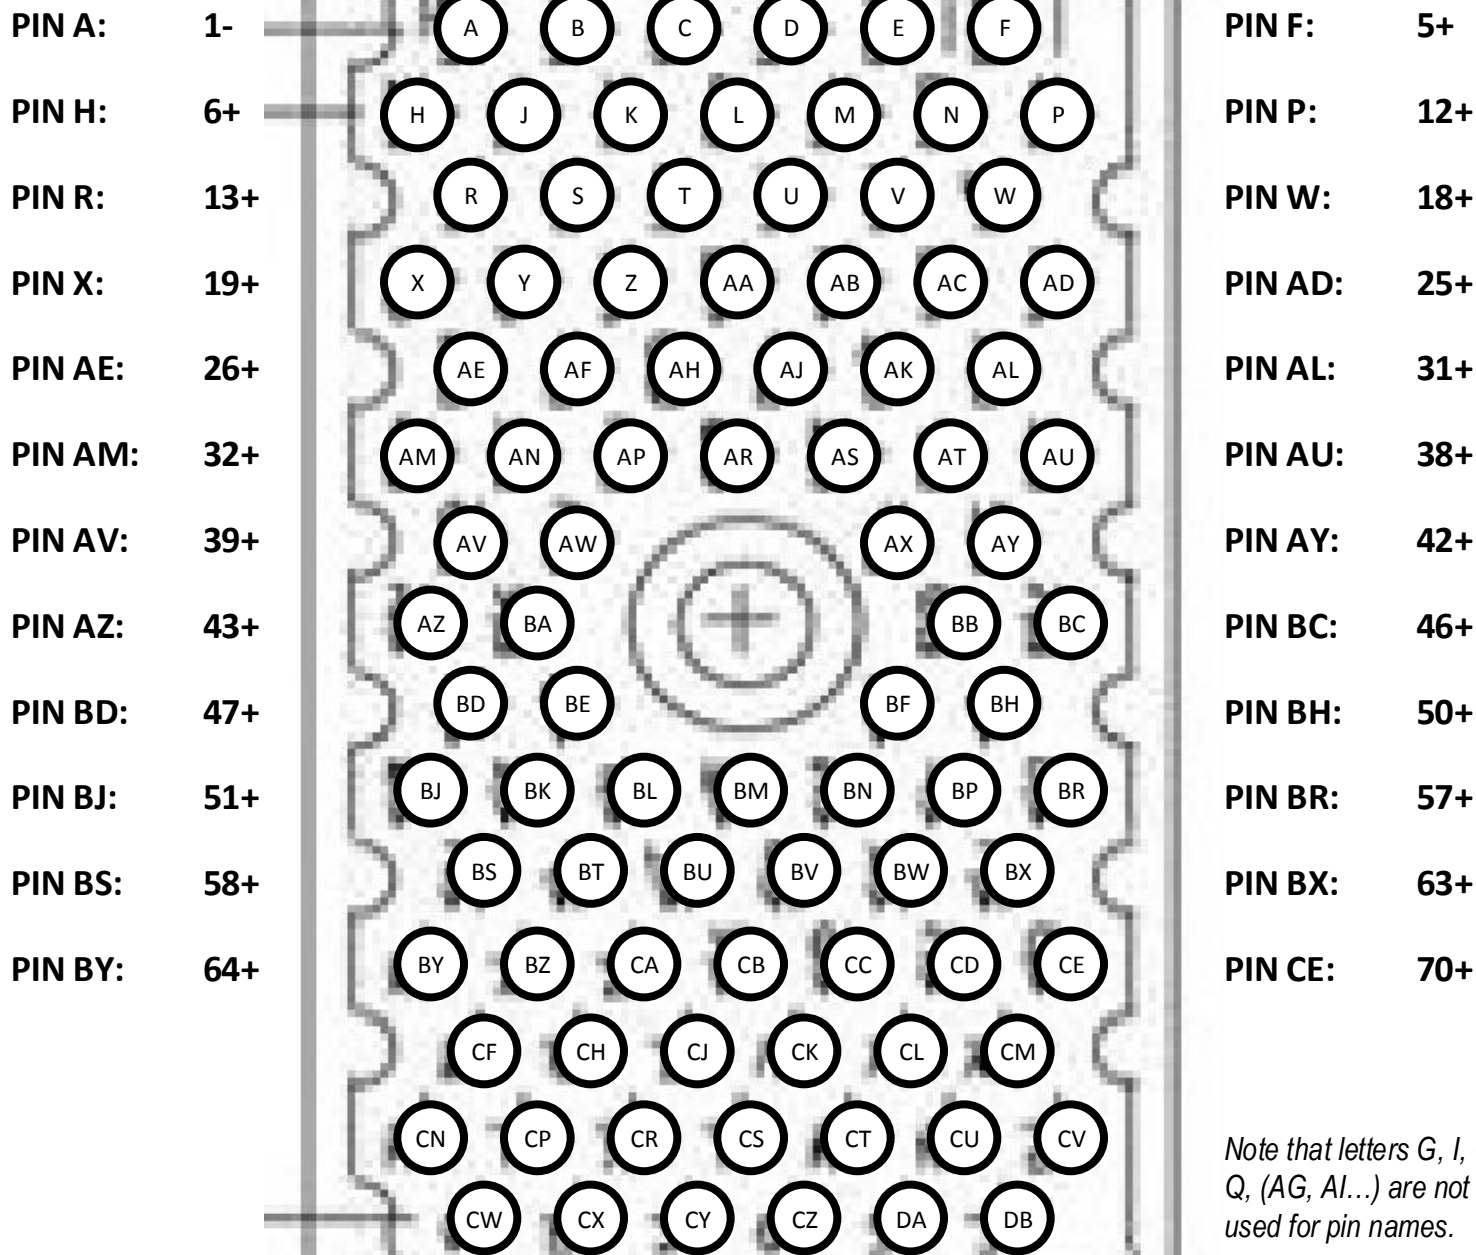 PIN A: 1- A B C D E F PIN F: 5+
PIN H: 6+ H J K L M N P PIN P: 12+
PIN R: 13+ R S T U V W PIN W: 18+
PIN X: 19+ X Y Z AA AB AC AD PIN AD: 25+
PIN AE: 26+ AE AF AH AJ AK AL PIN AL: 31+
PIN AM: 32+ AM AN AP AR AS AT AU PIN AU: 38+
PIN AV: 39+ AV AW AX AY PIN AY: 42+
PIN AZ: 43+ AZ BA BB BC PIN BC: 46+
PIN BD: 47+ BD BE BF BH PIN BH: 50+
PIN BJ: 51+ BJ BK BL BM BN BP BR PIN BR: 57+
PIN BS: 58+ BS BT BU BV BW BX PIN BX: 63+
PIN BY: 64+ BY BZ CA CB CC CD CE PIN CE: 70+
CF CH CJ CK CL CM
CN CP CR CS CT CU CV
CW CX CY CZ DA DB
Note that letters G, I,
Q, (AG, AI...) are not
used for pin names.